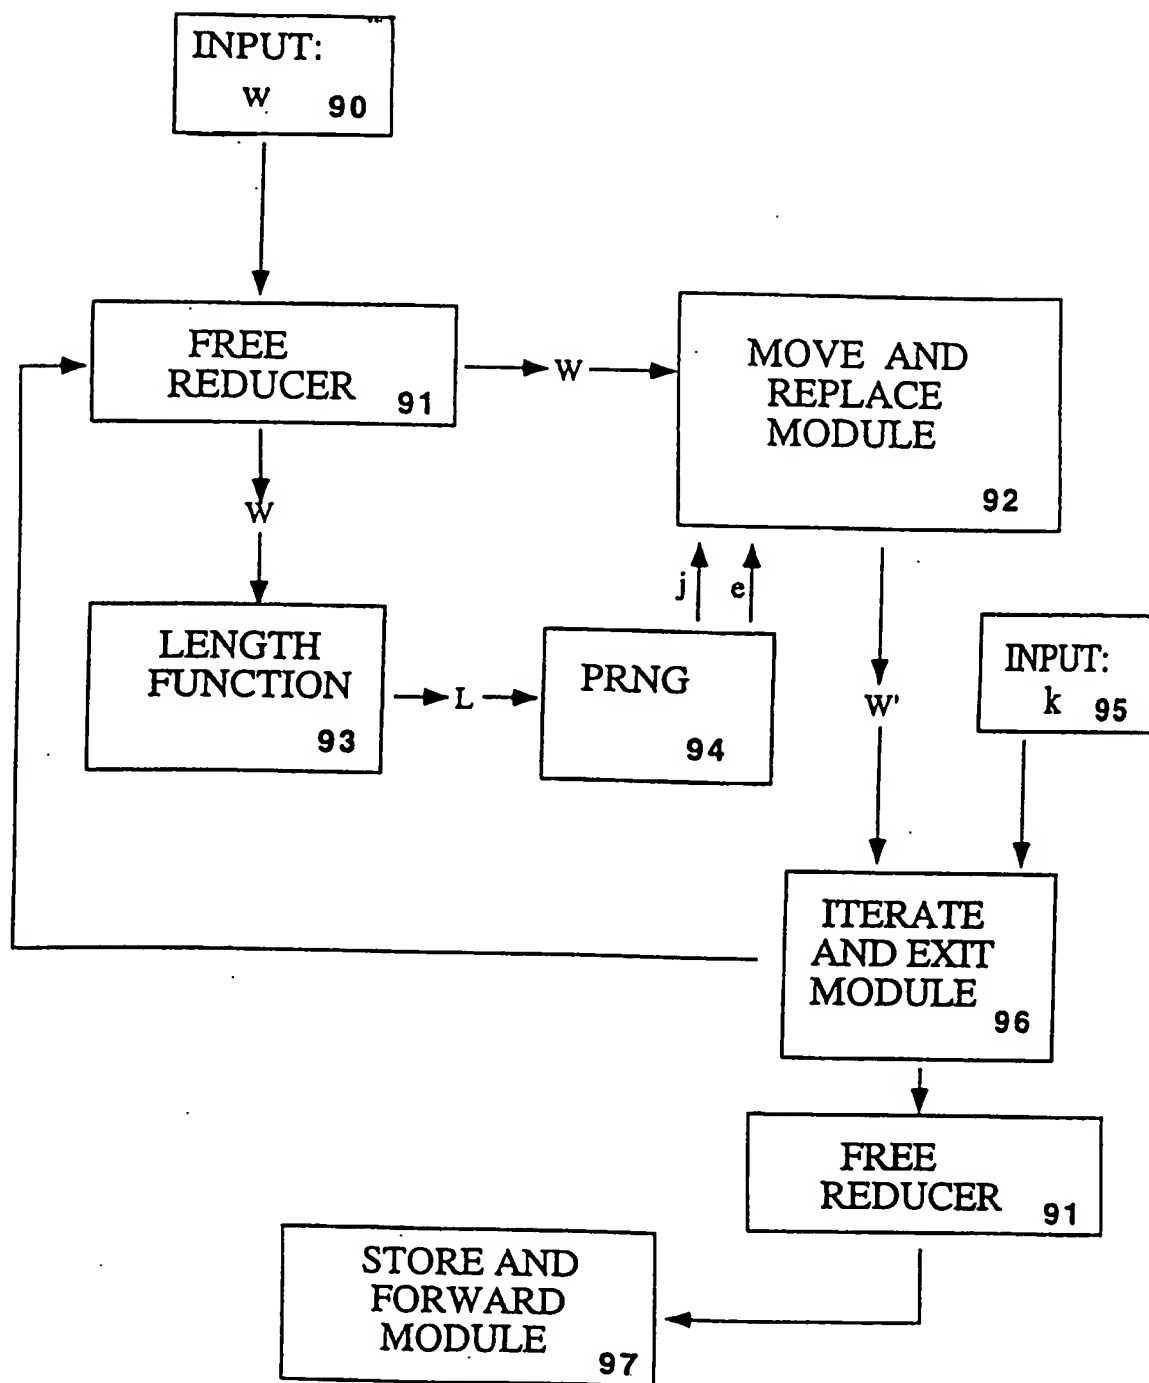 INPUT:
w 90
FREE
REDUCER 91
W
MOVE AND
REPLACE
MODULE
92
W
j e
LENGTH
FUNCTION
93
L
PRNG
94
W'
INPUT:
k 95
ITERATE
AND EXIT
MODULE
96
FREE
REDUCER
91
STORE AND
FORWARD
MODULE
97